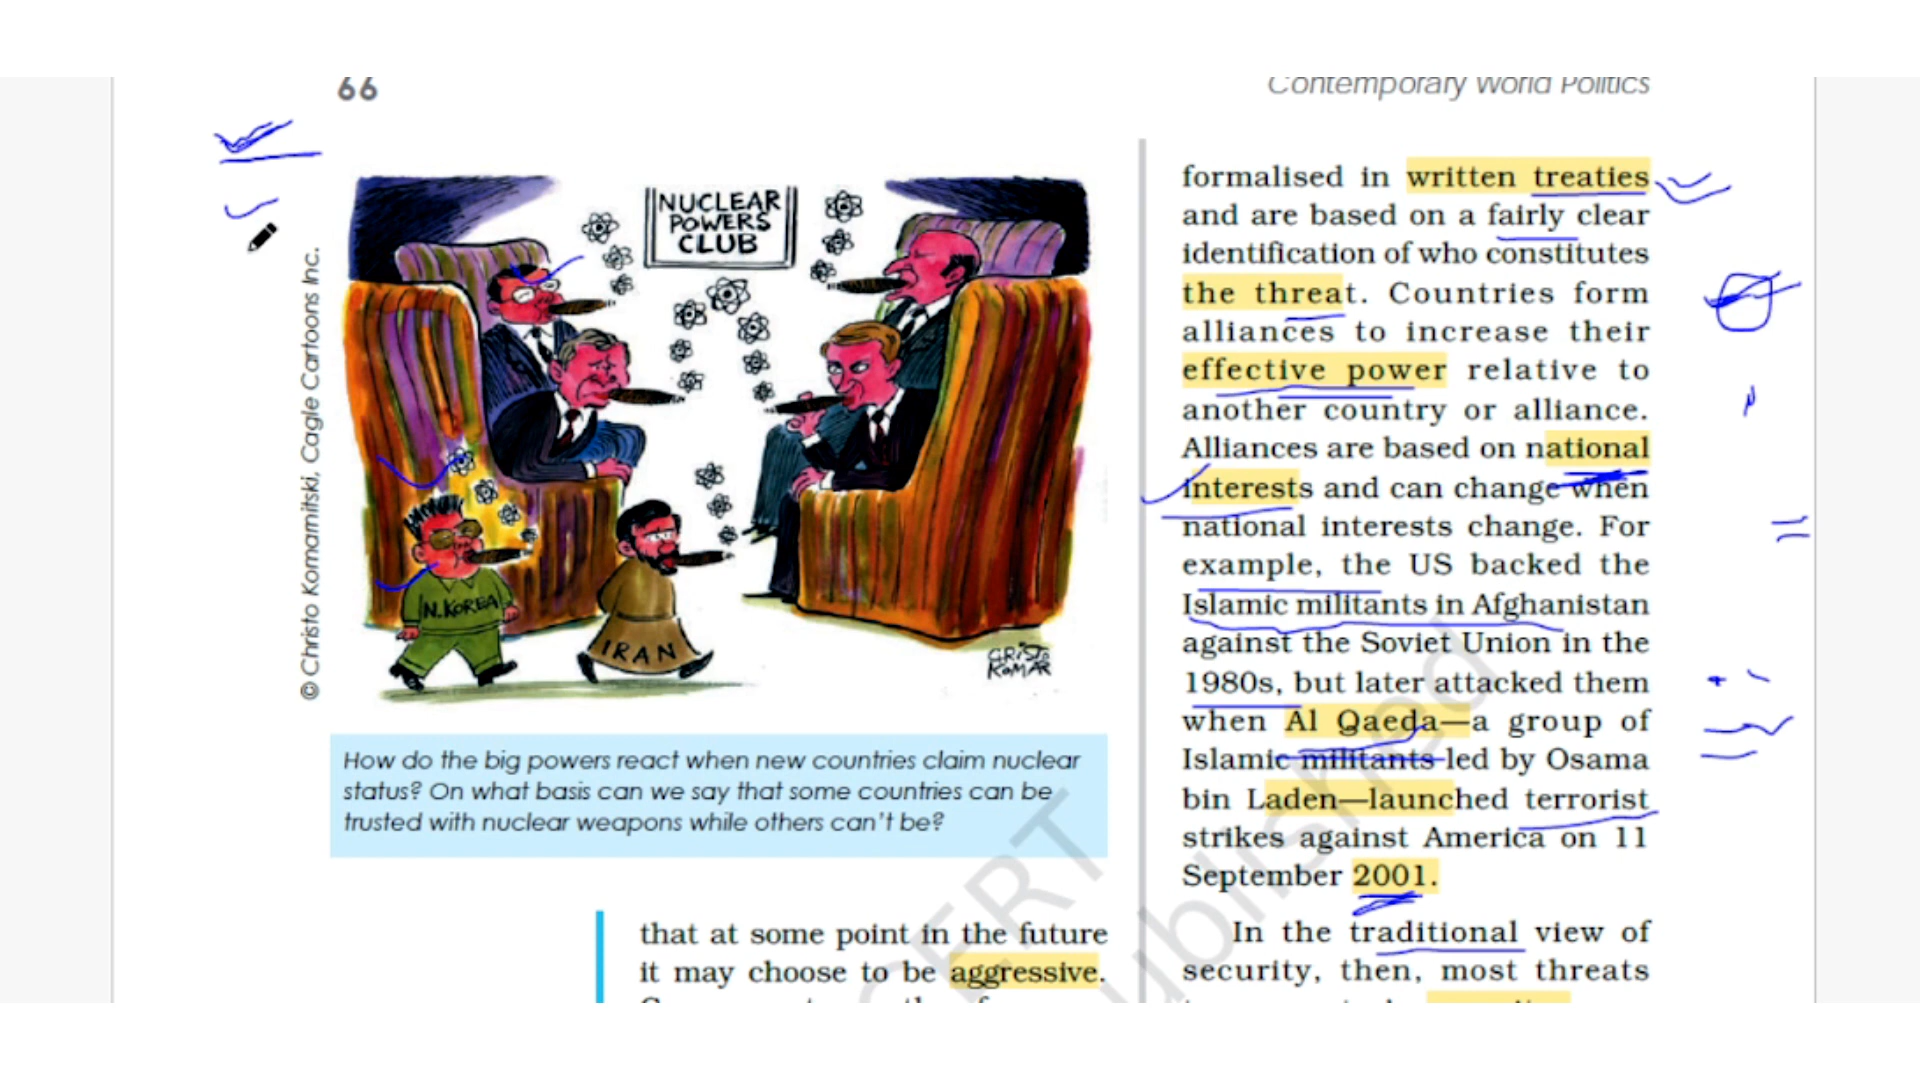 66
Contemporary World Politics
© Christo Komarnitski, Cagle Cartoons Inc.
NUCLEAR
POWERS
CLUB
N. KOREA
IRAN
CHRISTO
KOMAR
How do the big powers react when new countries claim nuclear
status? On what basis can we say that some countries can be
trusted with nuclear weapons while others can't be?
that at some point in the future
it may choose to be aggressive.
formalised in written treaties
and are based on a fairly clear
identification of who constitutes
the threat. Countries form
alliances to increase their
effective power relative to
another country or alliance.
Alliances are based on national
interests and can change when
national interests change. For
example, the US backed the
Islamic militants in Afghanistan
against the Soviet Union in the
1980s, but later attacked them
when Al Qaeda—a group of
Islamic militants led by Osama
bin Laden—launched terrorist
strikes against America on 11
September 2001.
In the traditional view of
security, then, most threats